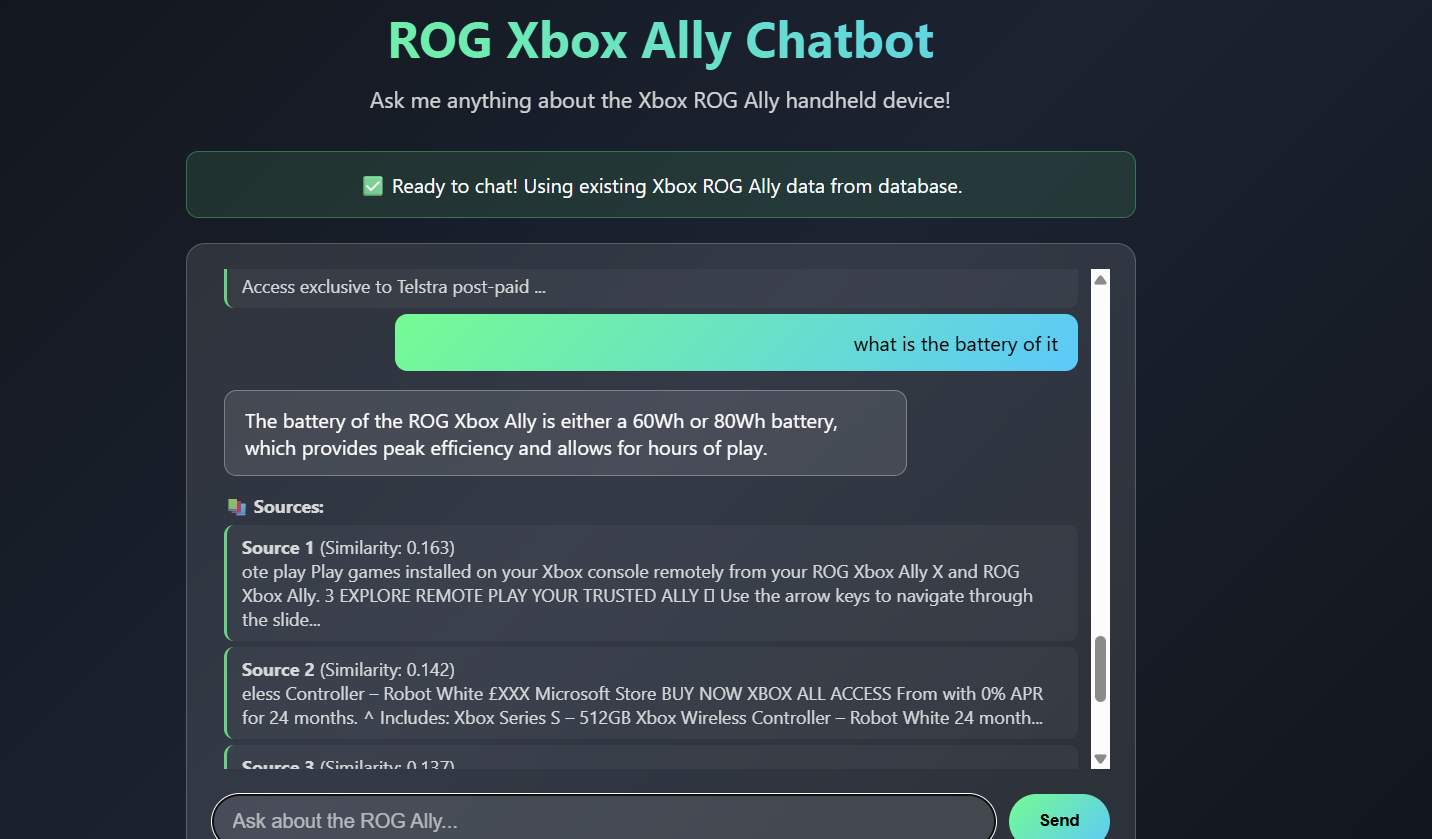 ROG Xbox Ally Chatbot
Ask me anything about the Xbox ROG Ally handheld device!
✅ Ready to chat! Using existing Xbox ROG Ally data from database.
Access exclusive to Telstra post-paid ...
what is the battery of it
The battery of the ROG Xbox Ally is either a 60Wh or 80Wh battery,
which provides peak efficiency and allows for hours of play.
📚 Sources:
Source 1 (Similarity: 0.163)
ote play Play games installed on your Xbox console remotely from your ROG Xbox Ally X and ROG
Xbox Ally. 3 EXPLORE REMOTE PLAY YOUR TRUSTED ALLY  Use the arrow keys to navigate through
the slide...
Source 2 (Similarity: 0.142)
eless Controller – Robot White £XXX Microsoft Store BUY NOW XBOX ALL ACCESS From with 0% APR
for 24 months. ^ Includes: Xbox Series S – 512GB Xbox Wireless Controller – Robot White 24 month...
Source 3 (Similarity: 0.137)
Ask about the ROG Ally...
Send